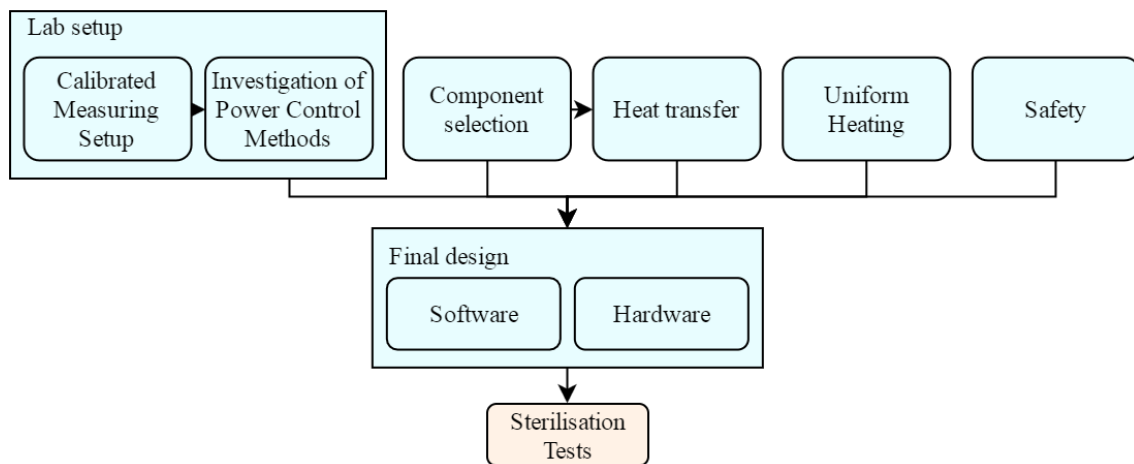 Lab setup
Calibrated
Measuring
Setup
Investigation of
Power Control
Methods
Component
selection
Heat transfer
Uniform
Heating
Safety
Final design
Software
Hardware
Sterilisation
Tests